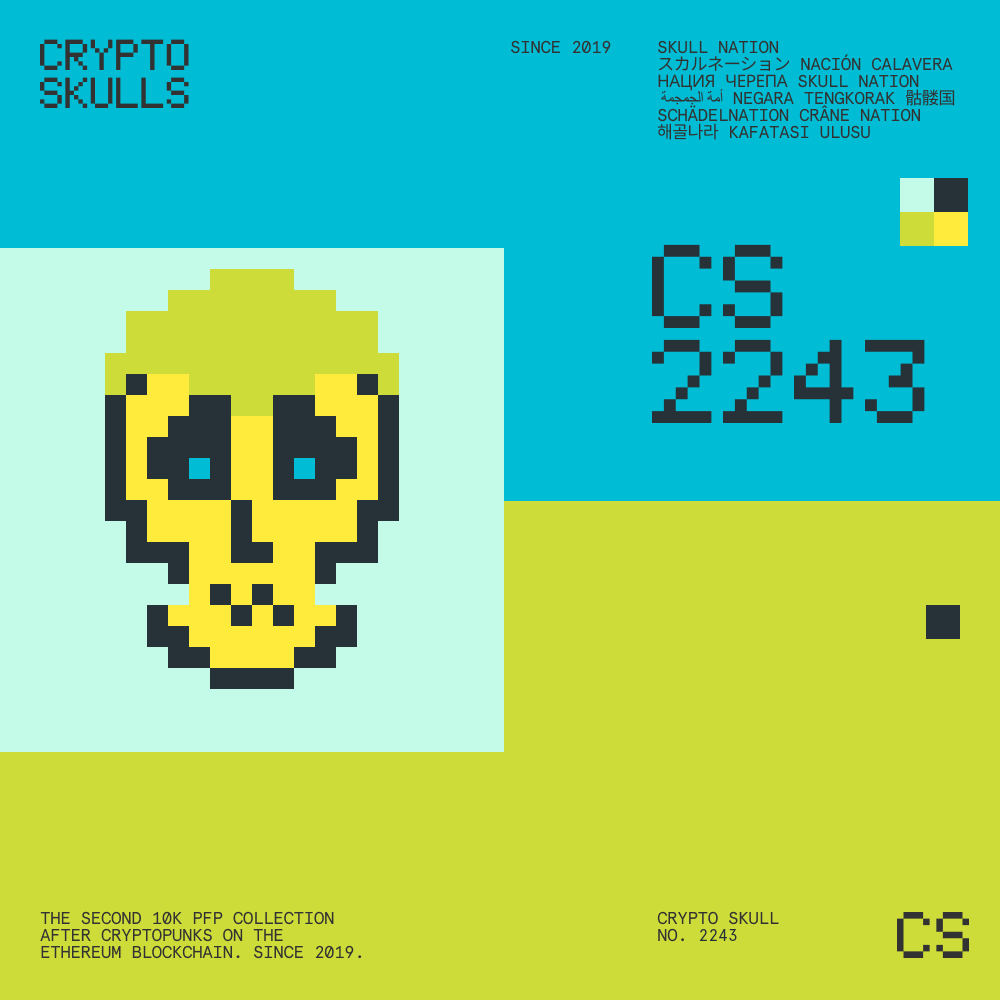 CRYPTO
SKULLS
SINCE 2019
SKULL NATION
スカルネーション NACIÓN CALAVERA
НАЦИЯ ЧЕРЕПА SKULL NATION
أمة الجمجمة NEGARA TENGKORAK 骷髅国
SCHÄDELNATION CRÂNE NATION
해골나라 KAFATASI ULUSU
CS
2243
THE SECOND 10K PFP COLLECTION
AFTER CRYPTOPUNKS ON THE
ETHEREUM BLOCKCHAIN. SINCE 2019.
CRYPTO SKULL
NO. 2243
CS